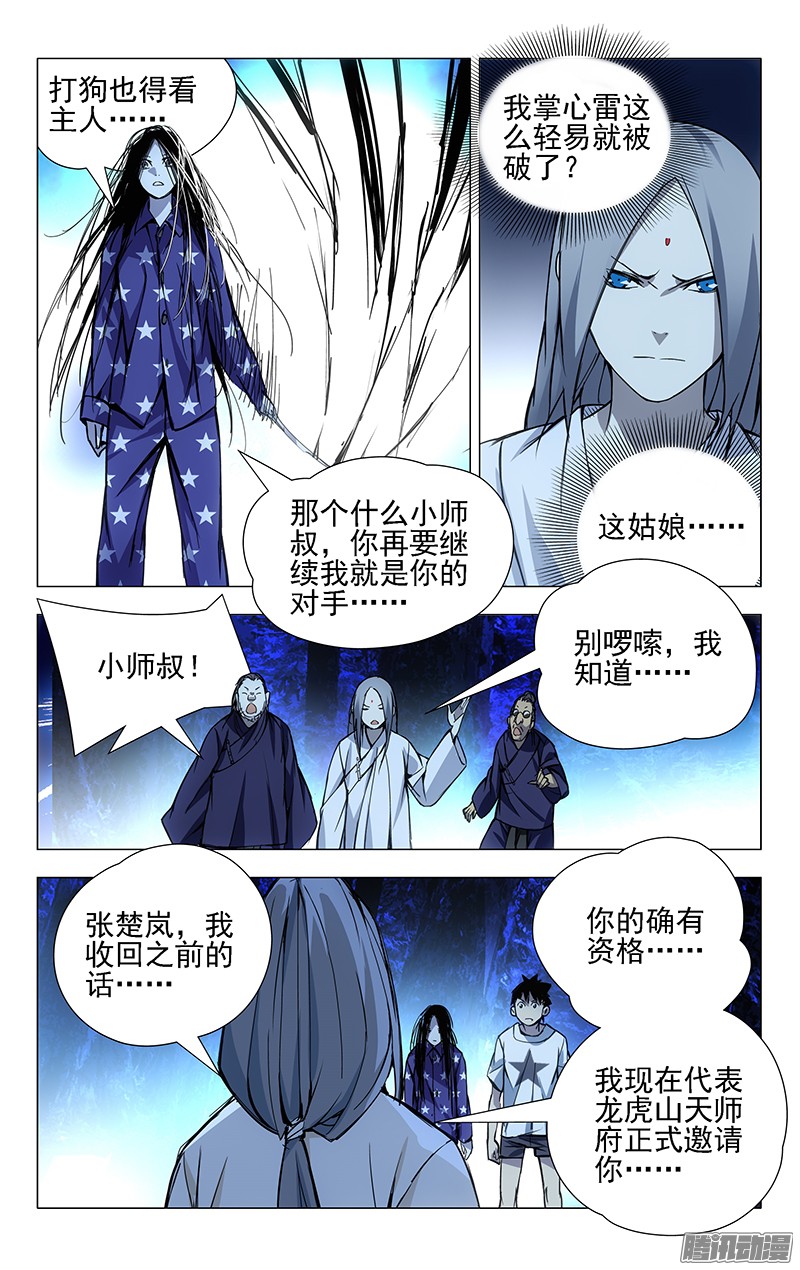 打狗也得看
主人……
我掌心雷这
么轻易就被
破了？
那个什么小师
叔，你再要继
续我就是你的
对手……
这姑娘……
小师叔！
别啰嗦，我
知道……
张楚岚，我
收回之前的
话……
你的确有
资格……
我现在代表
龙虎山天师
府正式邀请
你……
腾讯动漫